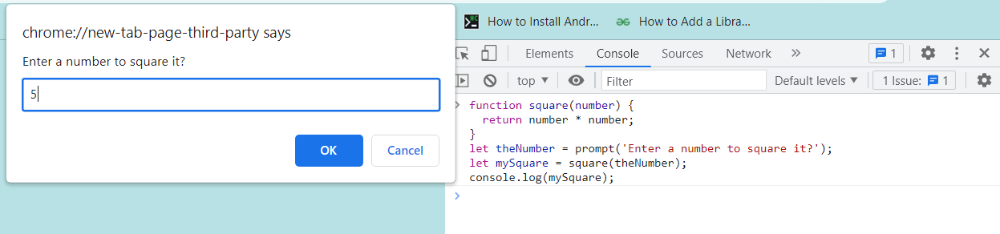 chrome://new-tab-page-third-party says
Enter a number to square it?
5
OK Cancel
HC How to Install Andr... How to Add a Libra...
Elements Console Sources Network » 1
top ▼ Filter Default levels ▼ 1 Issue: 1
> function square(number) {
return number * number;
}
let theNumber = prompt('Enter a number to square it?');
let mySquare = square(theNumber);
console.log(mySquare);
>